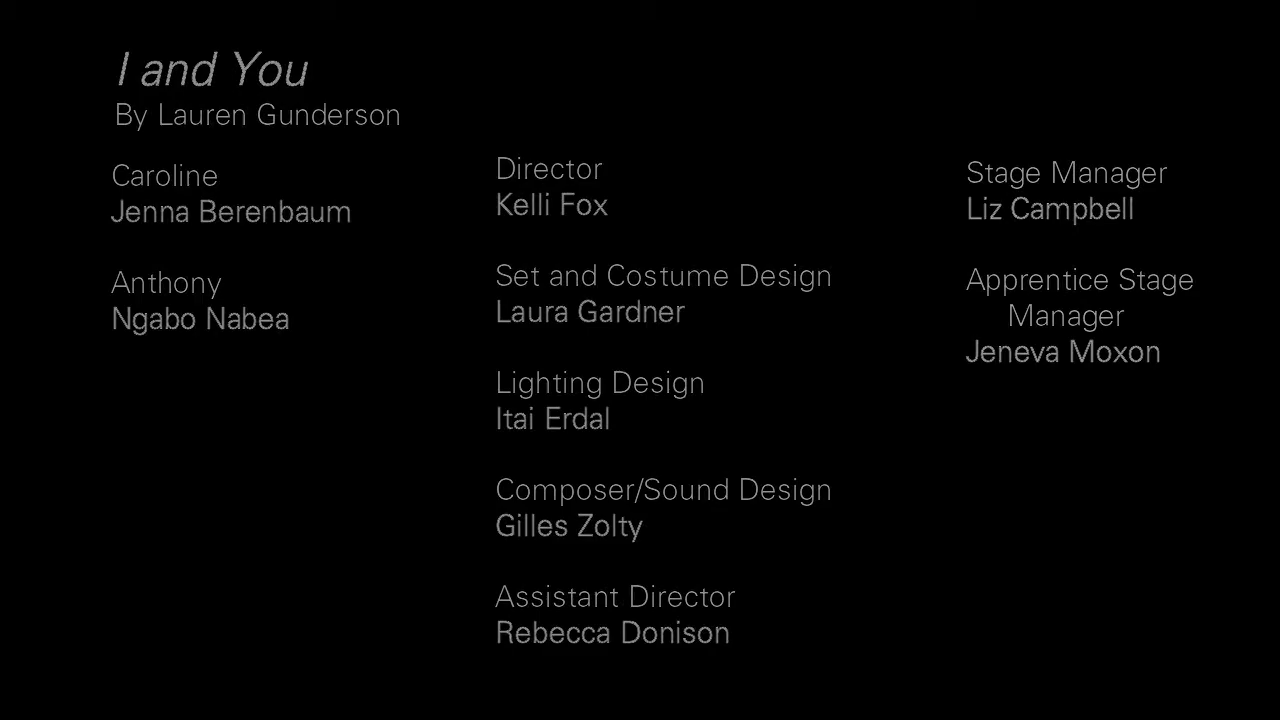 I and You
By Lauren Gunderson
Caroline
Jenna Berenbaum
Anthony
Ngabo Nabea
Director
Kelli Fox
Set and Costume Design
Laura Gardner
Lighting Design
Itai Erdal
Composer/Sound Design
Gilles Zolty
Assistant Director
Rebecca Donison
Stage Manager
Liz Campbell
Apprentice Stage
Manager
Jeneva Moxon